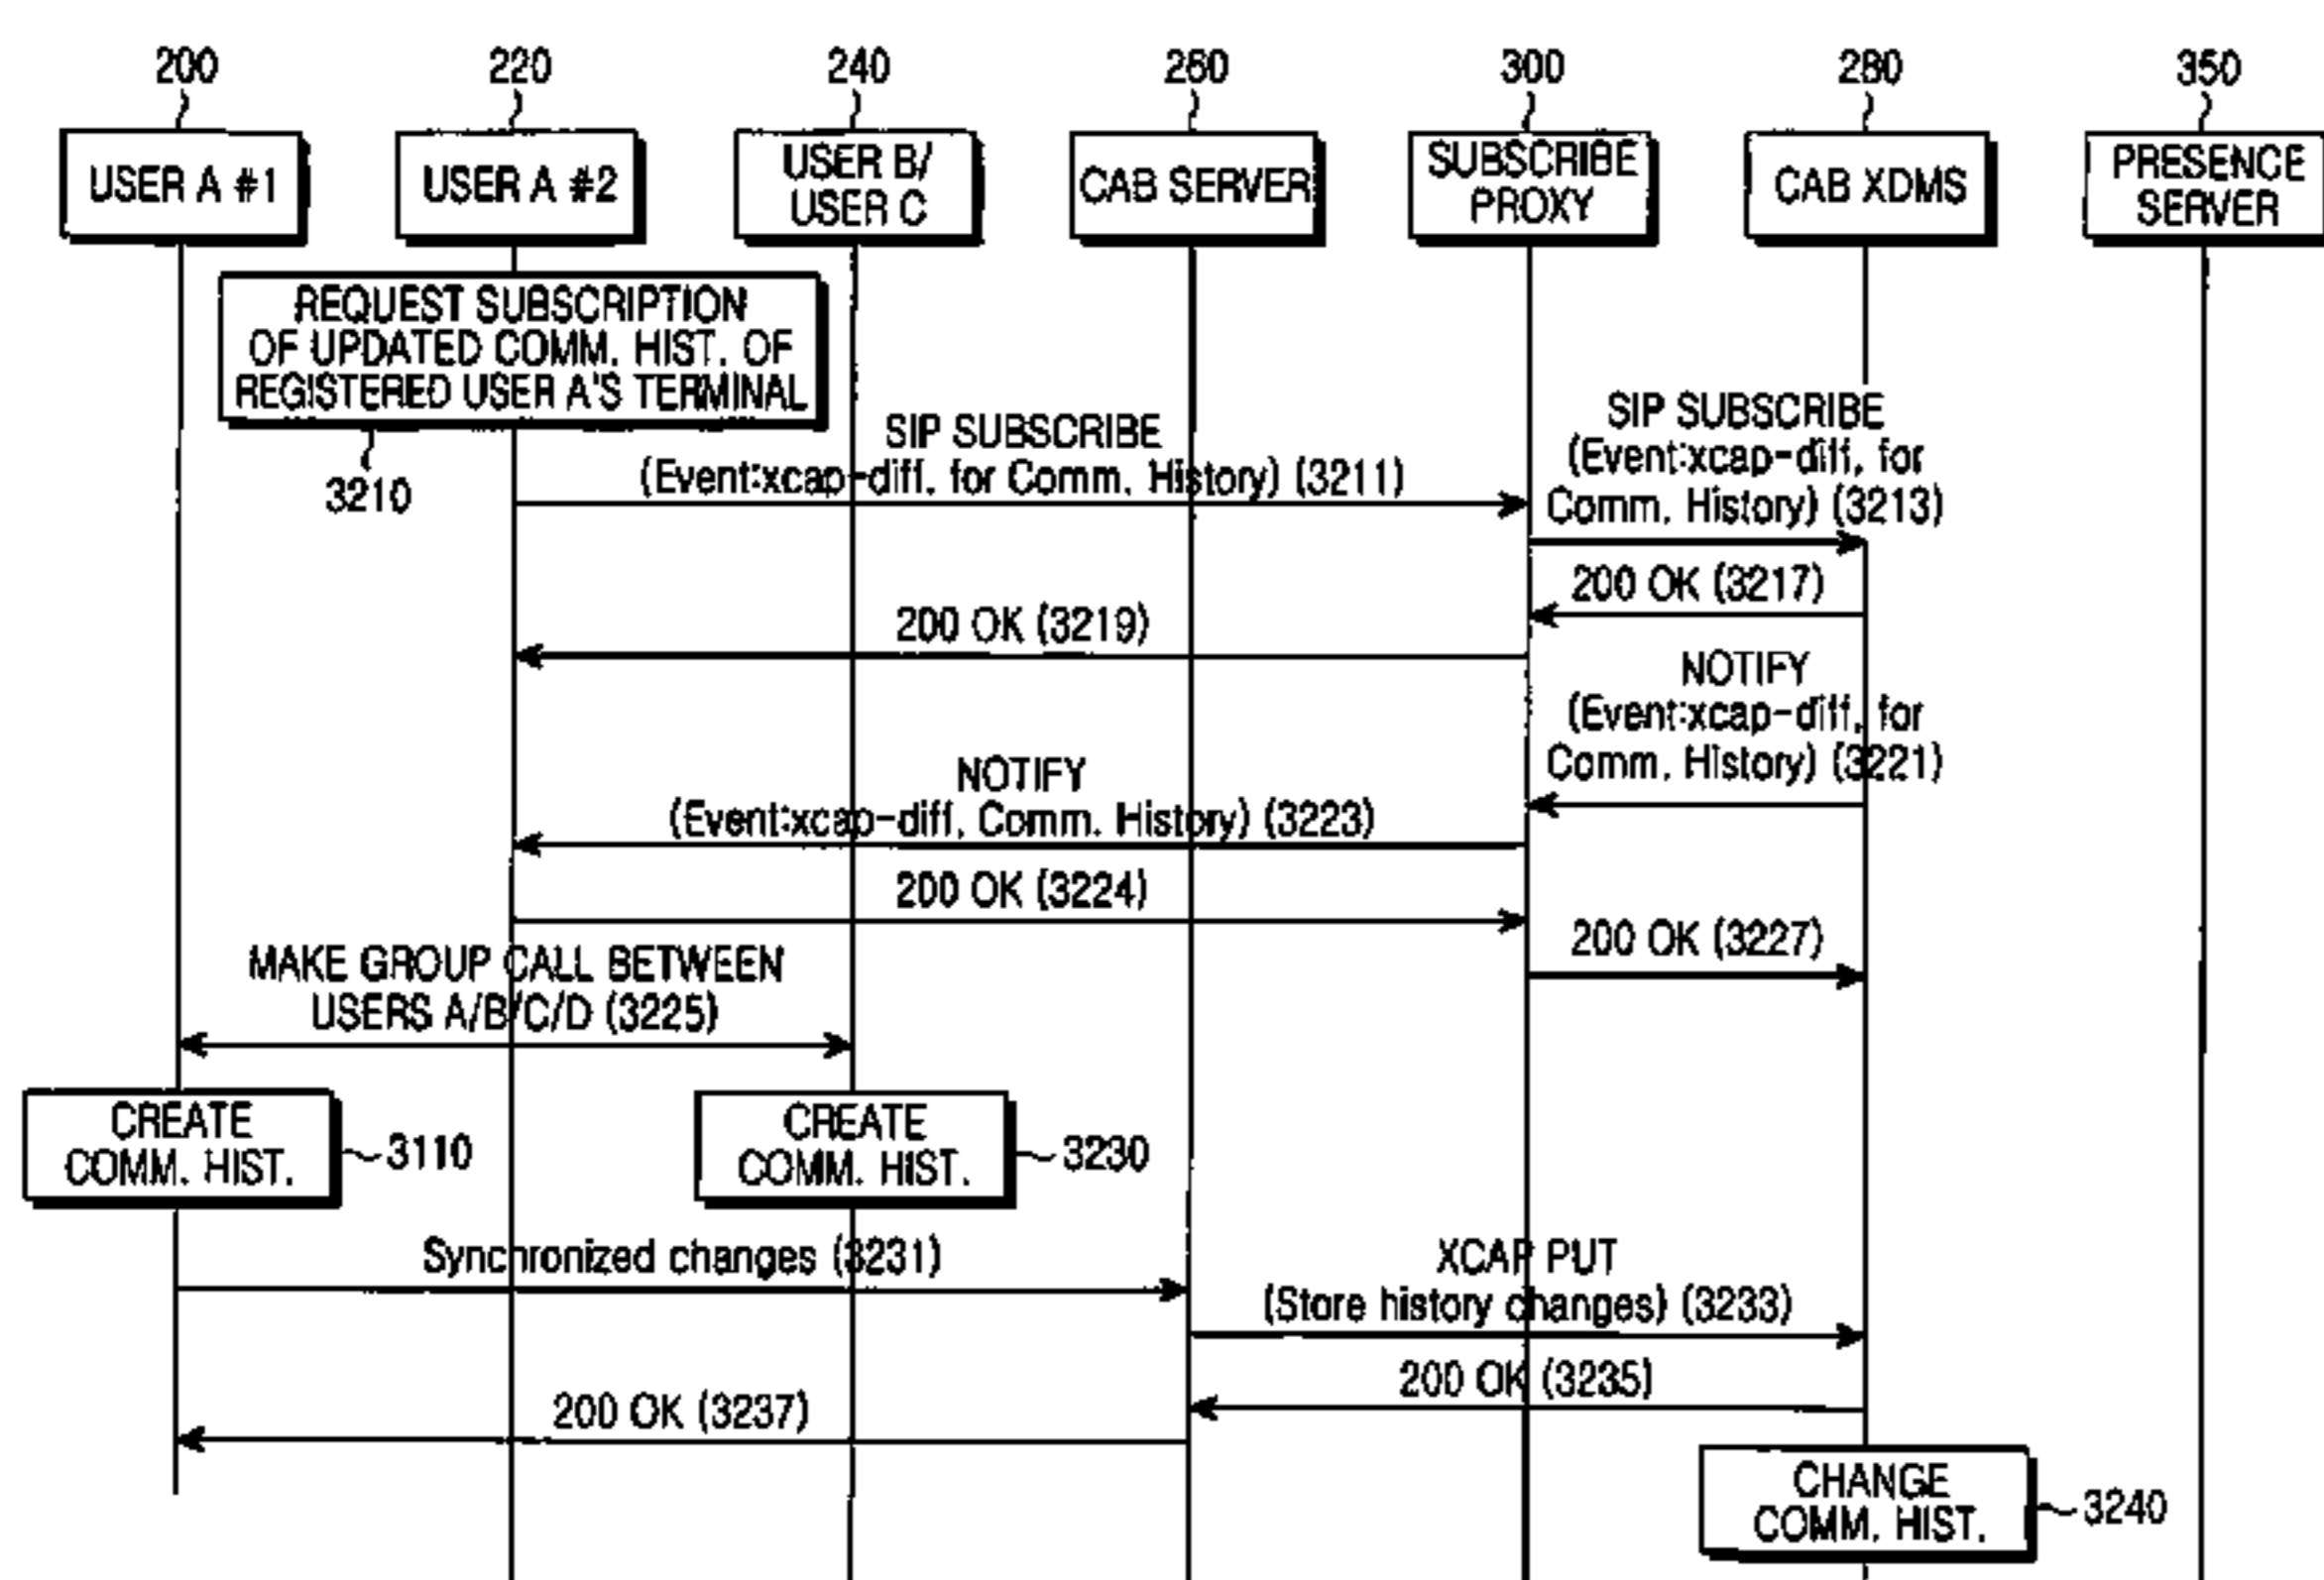 200
220
240
260
300
280
350
USER A #1
USER A #2
USER B/
USER C
CAB SERVER
SUBSCRIBE
PROXY
CAB XDMS
PRESENCE
SERVER
REQUEST SUBSCRIPTION
OF UPDATED COMM. HIST. OF
REGISTERED USER A'S TERMINAL
3210
SIP SUBSCRIBE
(Event:xcap-diff, for Comm. History) (3211)
SIP SUBSCRIBE
(Event:xcap-diff, for
Comm. History) (3213)
200 OK (3217)
200 OK (3219)
NOTIFY
(Event:xcap-diff, for
Comm. History) (3221)
NOTIFY
(Event:xcap-diff, Comm. History) (3223)
200 OK (3224)
200 OK (3227)
MAKE GROUP CALL BETWEEN
USERS A/B/C/D (3225)
CREATE
COMM. HIST.
3110
CREATE
COMM. HIST.
3230
Synchronized changes (3231)
XCAP PUT
(Store history changes) (3233)
200 OK (3235)
200 OK (3237)
CHANGE
COMM. HIST.
3240